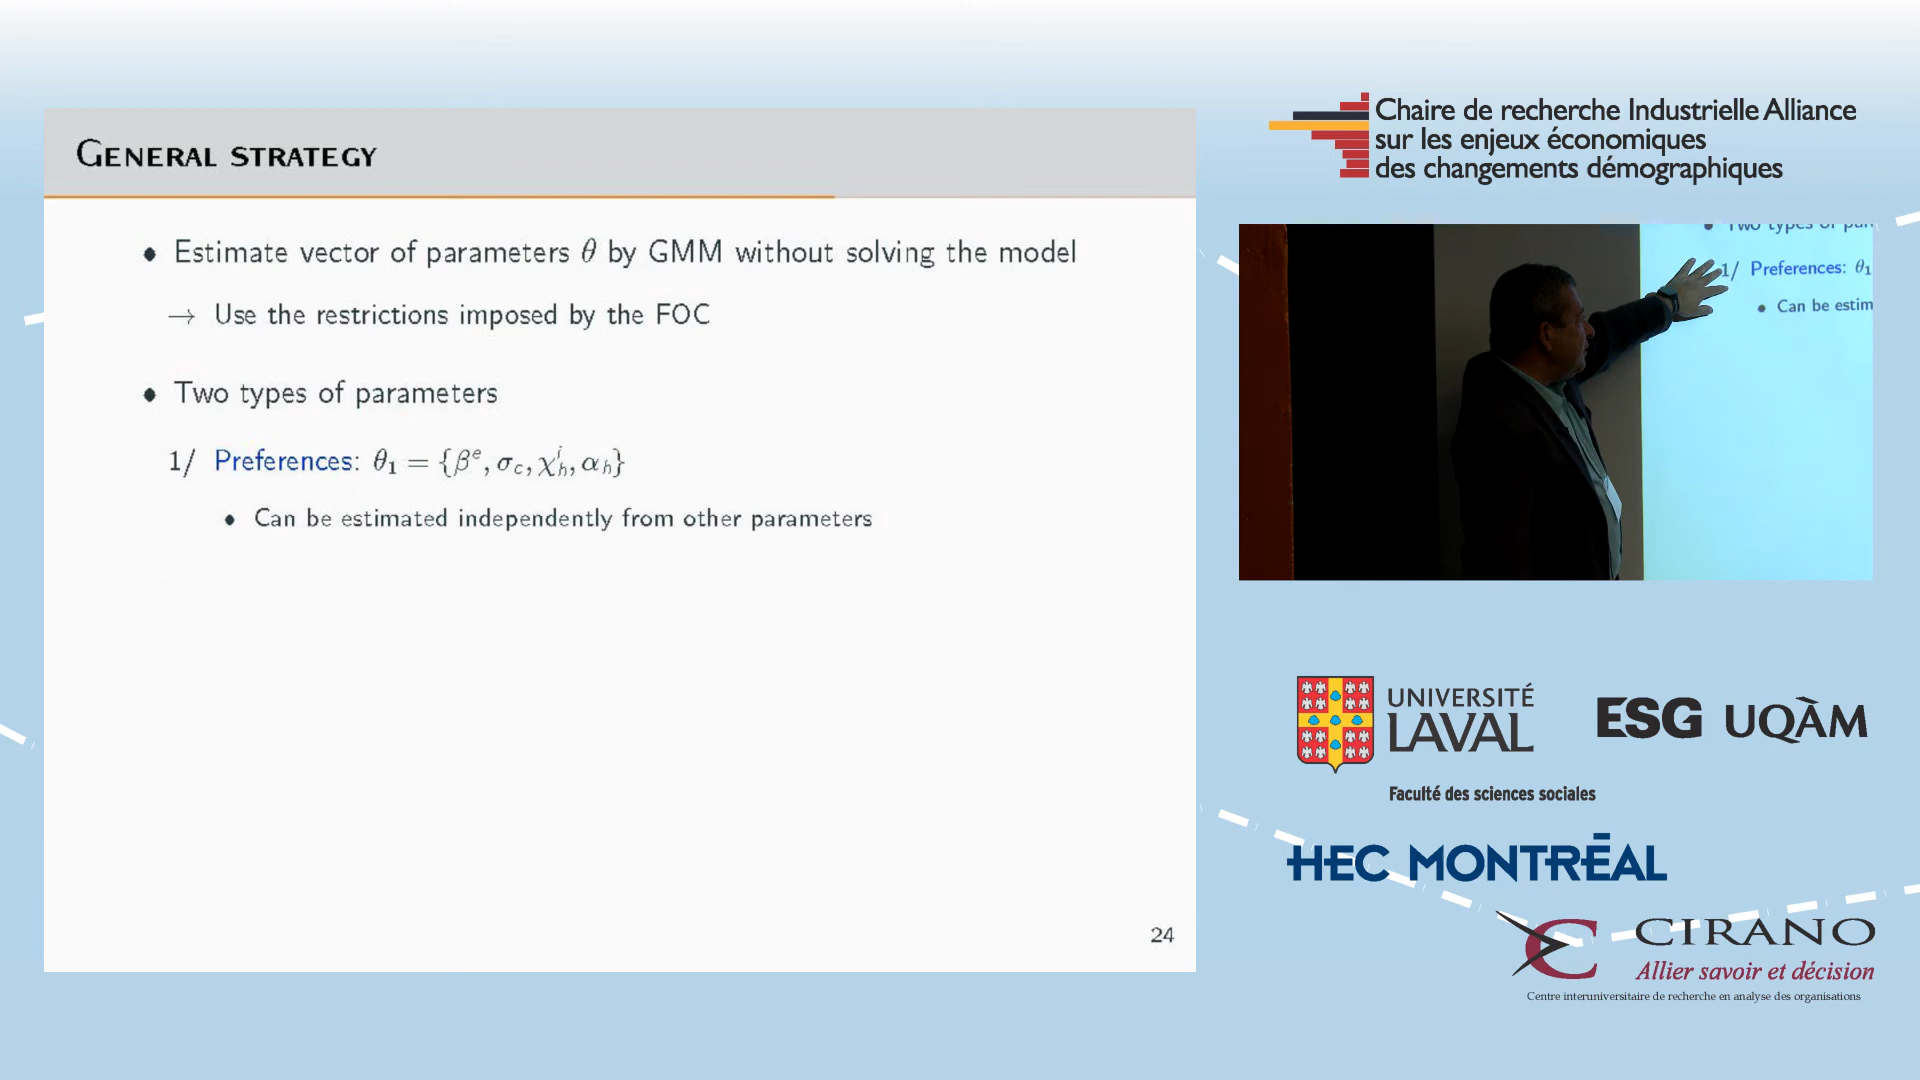 GENERAL STRATEGY
• Estimate vector of parameters θ by GMM without solving the model
→ Use the restrictions imposed by the FOC
• Two types of parameters
1/ Preferences: θ₁ = {βᵉ, σ_c, χ_h^i, α_h}
• Can be estimated independently from other parameters
24
Chaire de recherche Industrielle Alliance
sur les enjeux économiques
des changements démographiques
• Two types of
1/ Preferences: θ₁
• Can be estim
UNIVERSITÉ
LAVAL
Faculté des sciences sociales
ESG UQÀM
HEC MONTRÉAL
CIRANO
Allier savoir et décision
Centre interuniversitaire de recherche en analyse des organisations